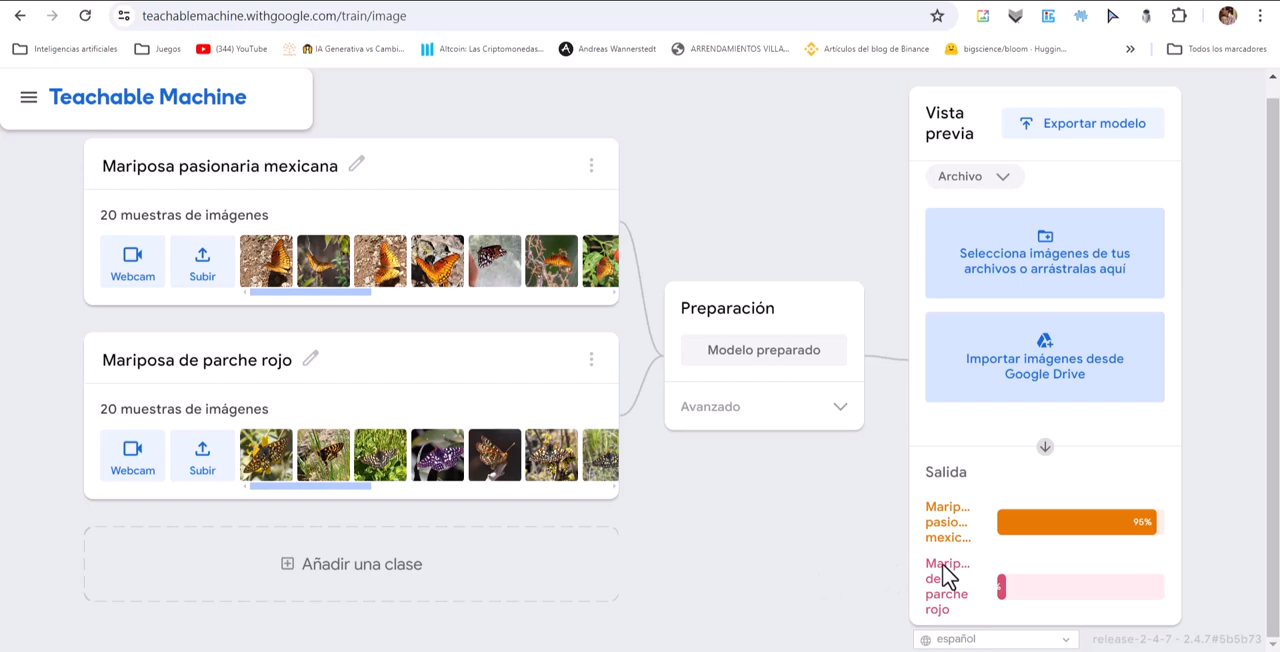 teachablemachine.withgoogle.com/train/image
Inteligencias artificiales
Juegos
(344) YouTube
IA Generativa vs Cambi...
Altcoin: Las Criptomonedas...
Andreas Wannerstedt
ARRENDAMIENTOS VILLA...
Artículos del blog de Binance
bigscience/bloom · Huggin...
»
Todos los marcadores
Teachable Machine
Mariposa pasionaria mexicana
20 muestras de imágenes
Webcam
Subir
Mariposa de parche rojo
20 muestras de imágenes
Webcam
Subir
Añadir una clase
Preparación
Modelo preparado
Avanzado
Vista
previa
Exportar modelo
Archivo
Selecciona imágenes de tus
archivos o arrástralas aquí
Importar imágenes desde
Google Drive
Salida
Marip...
pasio...
mexic...
95%
Marip...
de
parche
rojo
español
release-2-4-7 - 2.4.7#5b5b73